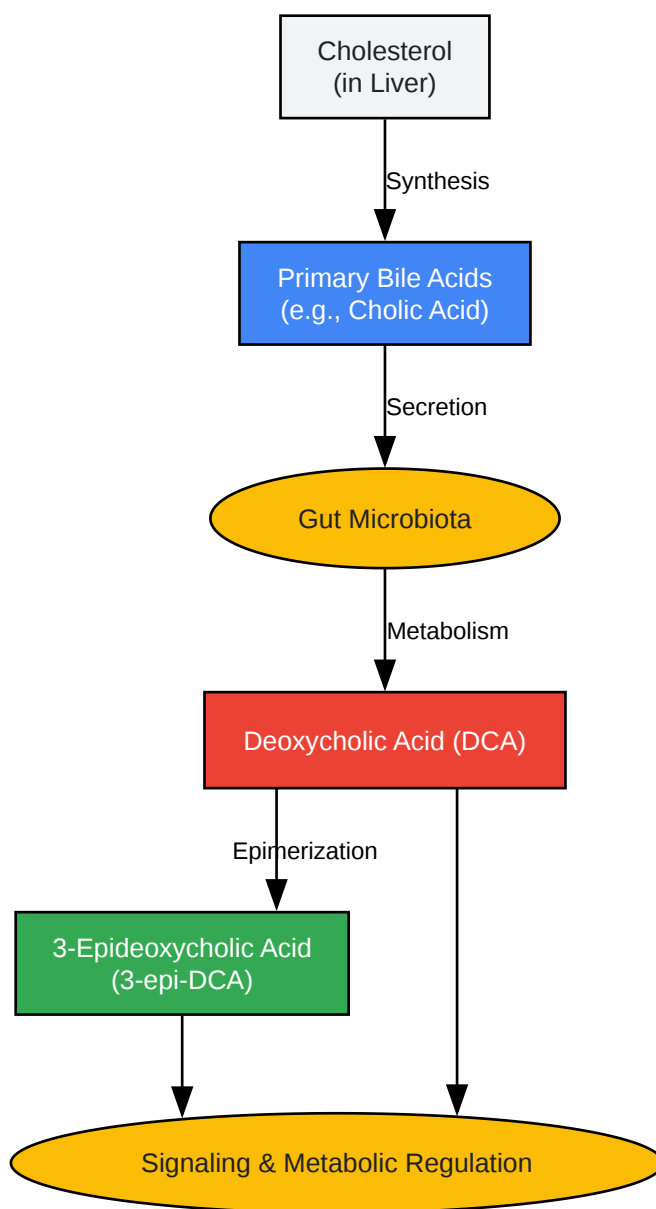 Cholesterol
(in Liver)
Synthesis
Primary Bile Acids
(e.g., Cholic Acid)
Secretion
Gut Microbiota
Metabolism
Deoxycholic Acid (DCA)
Epimerization
3-Epideoxycholic Acid
(3-epi-DCA)
Signaling & Metabolic Regulation